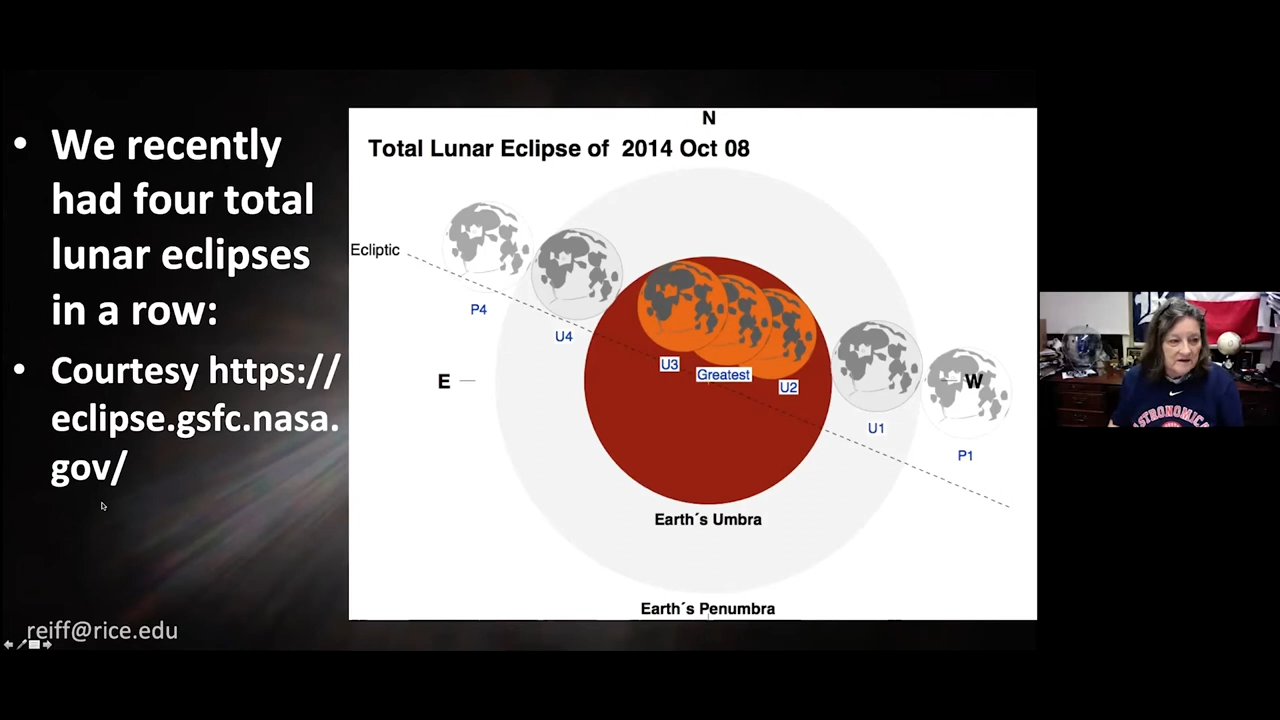 • We recently
had four total
lunar eclipses
in a row:
• Courtesy https://
eclipse.gsfc.nasa.
gov/
reiff@rice.edu
N
Total Lunar Eclipse of 2014 Oct 08
Ecliptic
P4
U4
U3
Greatest
U2
E
W
U1
P1
Earth´s Umbra
Earth´s Penumbra
ASTRONOMICAL